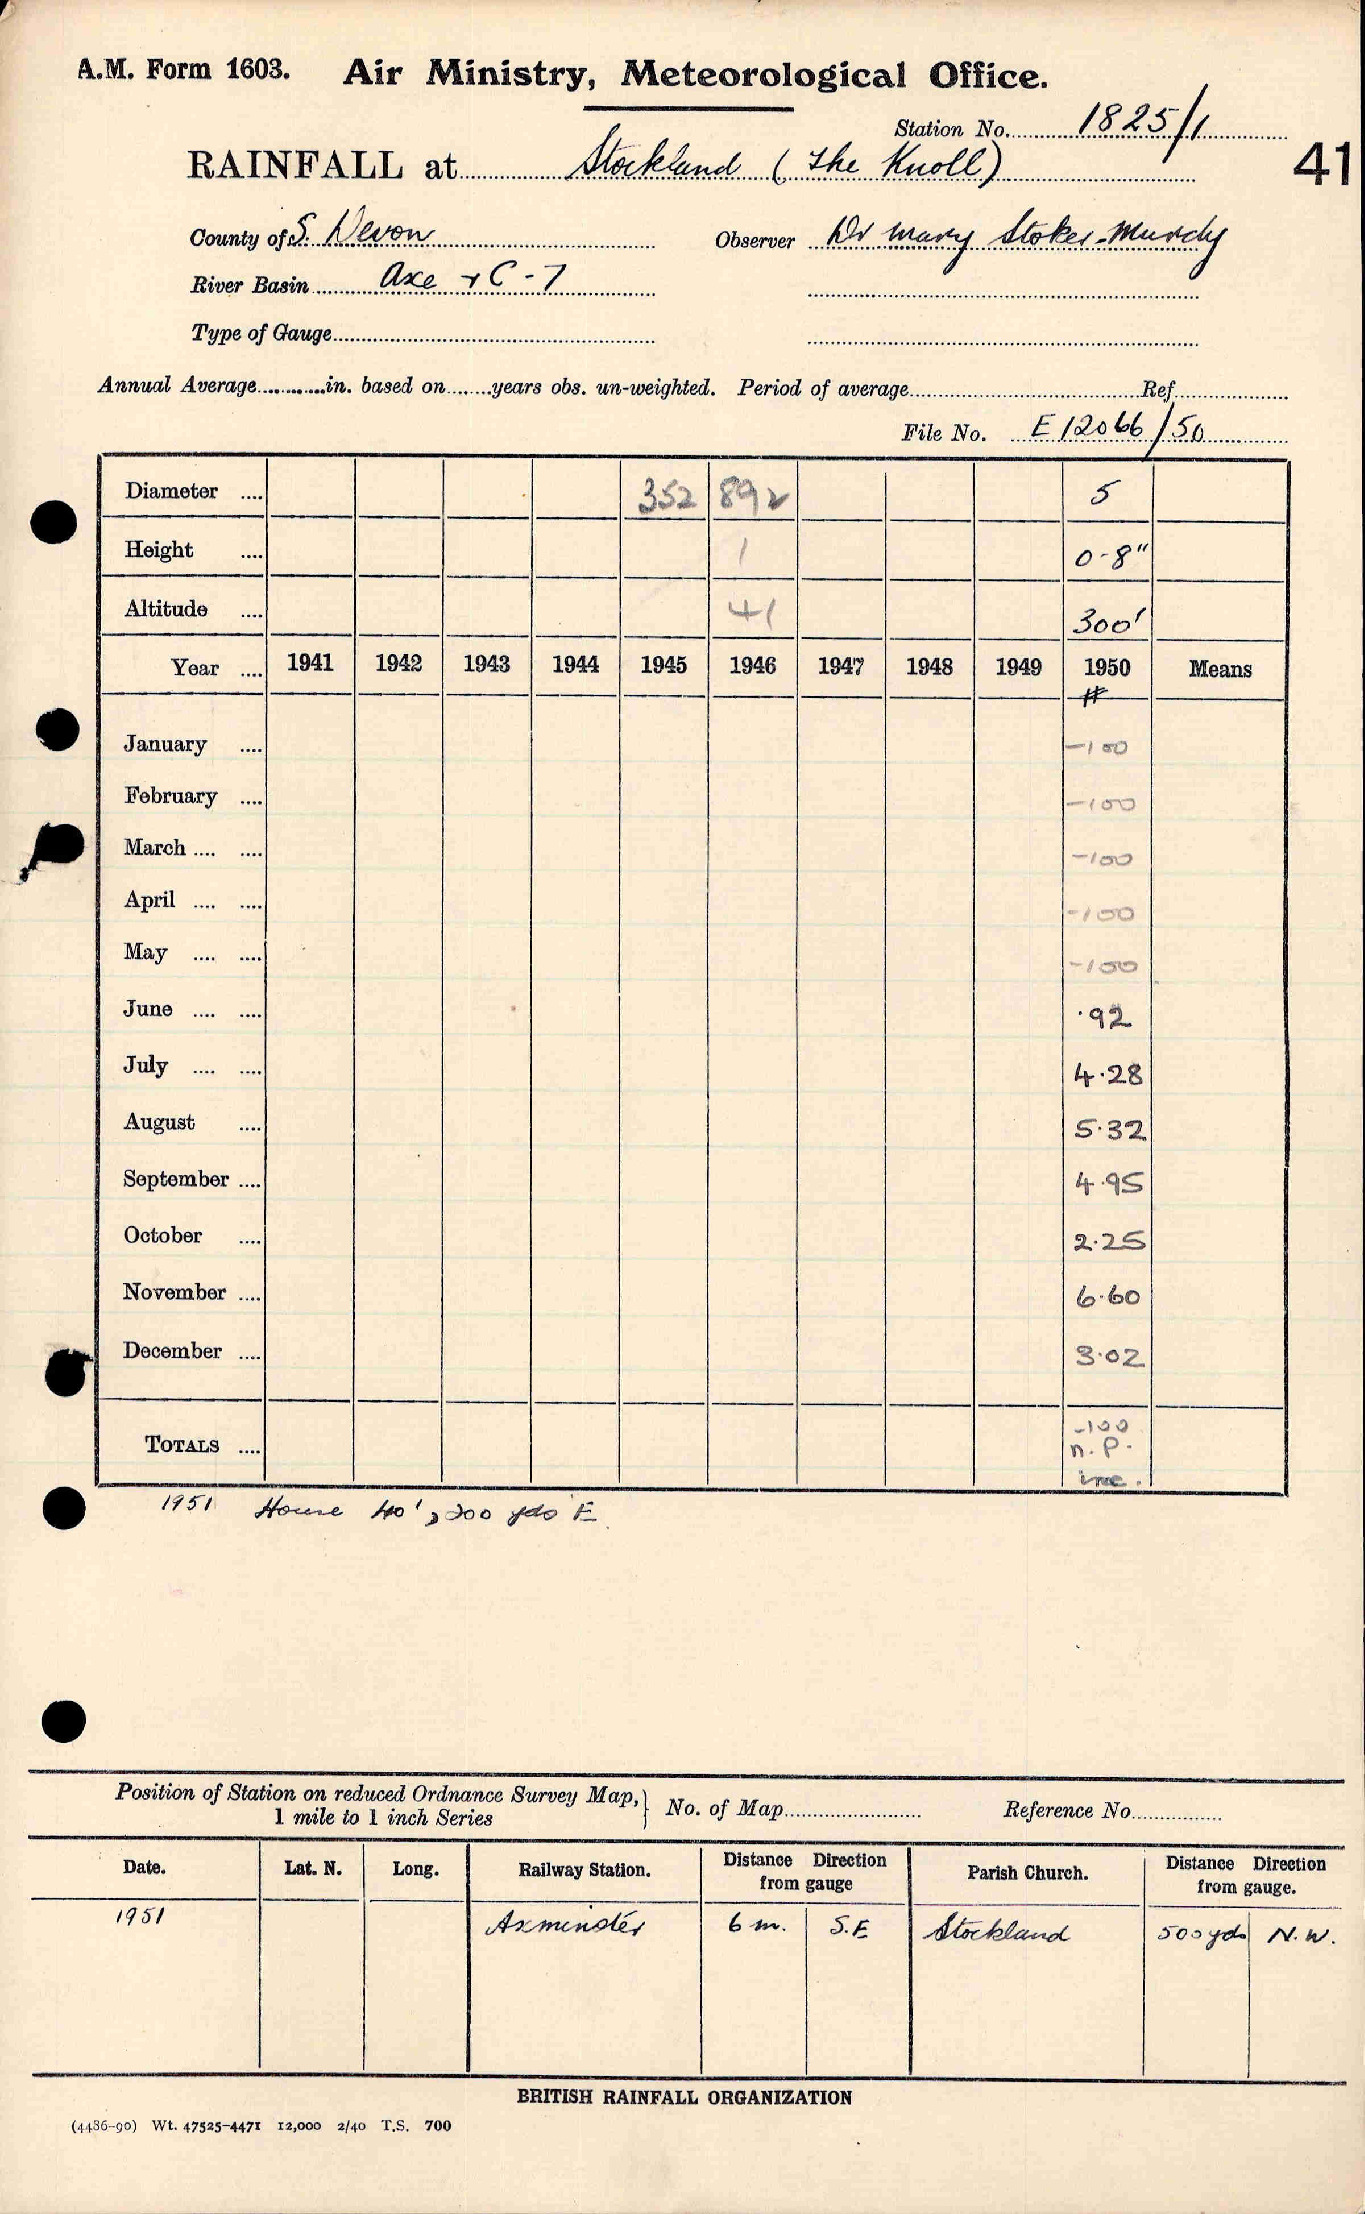 A.M. Form 1603. Air Ministry, Meteorological Office.
Station No. 1825/1
RAINFALL at Stockland (The Knoll)
41
County of S. Devon Observer Dr Mary Stokes-Mundy
River Basin Axe + C - 7
Type of Gauge
Annual Average in. based on years obs. un-weighted. Period of average Ref
File No. E 12066/50
Diameter 352 892 5
Height 1 0-8"
Altitude 41 300'
Year 1941 1942 1943 1944 1945 1946 1947 1948 1949 1950 Means
#
January -100
February -100
March -100
April -100
May -100
June ·92
July 4·28
August 5·32
September 4·95
October 2·25
November 6·60
December 3·02
TOTALS -100
n.P.
inc.
1951 House 40', 200 yds E.
Position of Station on reduced Ordnance Survey Map, 1 mile to 1 inch Series } No. of Map Reference No.
Date. Lat. N. Long. Railway Station. Distance Direction from gauge Parish Church. Distance Direction from gauge.
1951 Axminster 6 m. S.E Stockland 500 yds N.W.
BRITISH RAINFALL ORGANIZATION
(4486-90) Wt. 47525-4471 12,000 2/40 T.S. 700